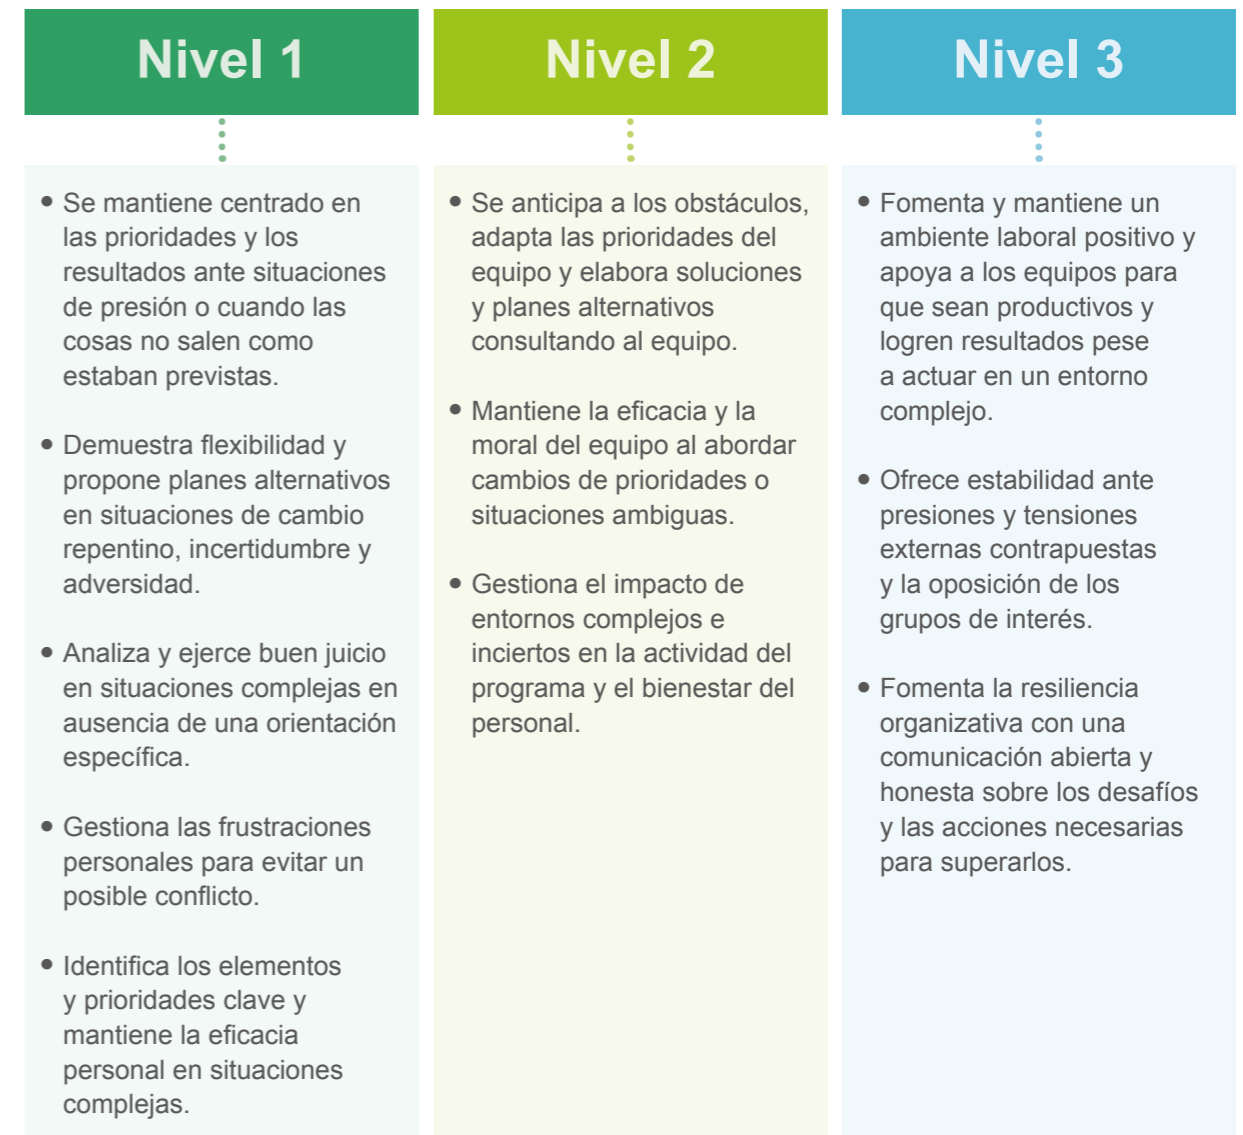 Nivel 1
Se mantiene centrado en
las prioridades y los
resultados ante situaciones
de presión o cuando las
cosas no salen como
estaban previstas.
Demuestra flexibilidad y
propone planes alternativos
en situaciones de cambio
repentino, incertidumbre y
adversidad.
Analiza y ejerce buen juicio
en situaciones complejas en
ausencia de una orientación
específica.
Gestiona las frustraciones
personales para evitar un
posible conflicto.
Identifica los elementos
y prioridades clave y
mantiene la eficacia
personal en situaciones
complejas.
Nivel 2
Se anticipa a los obstáculos,
adapta las prioridades del
equipo y elabora soluciones
y planes alternativos
consultando al equipo.
Mantiene la eficacia y la
moral del equipo al abordar
cambios de prioridades o
situaciones ambiguas.
Gestiona el impacto de
entornos complejos e
inciertos en la actividad del
programa y el bienestar del
personal.
Nivel 3
Fomenta y mantiene un
ambiente laboral positivo y
apoya a los equipos para
que sean productivos y
logren resultados pese
a actuar en un entorno
complejo.
Ofrece estabilidad ante
presiones y tensiones
externas contrapuestas
y la oposición de los
grupos de interés.
Fomenta la resiliencia
organizativa con una
comunicación abierta y
honesta sobre los desafíos
y las acciones necesarias
para superarlos.